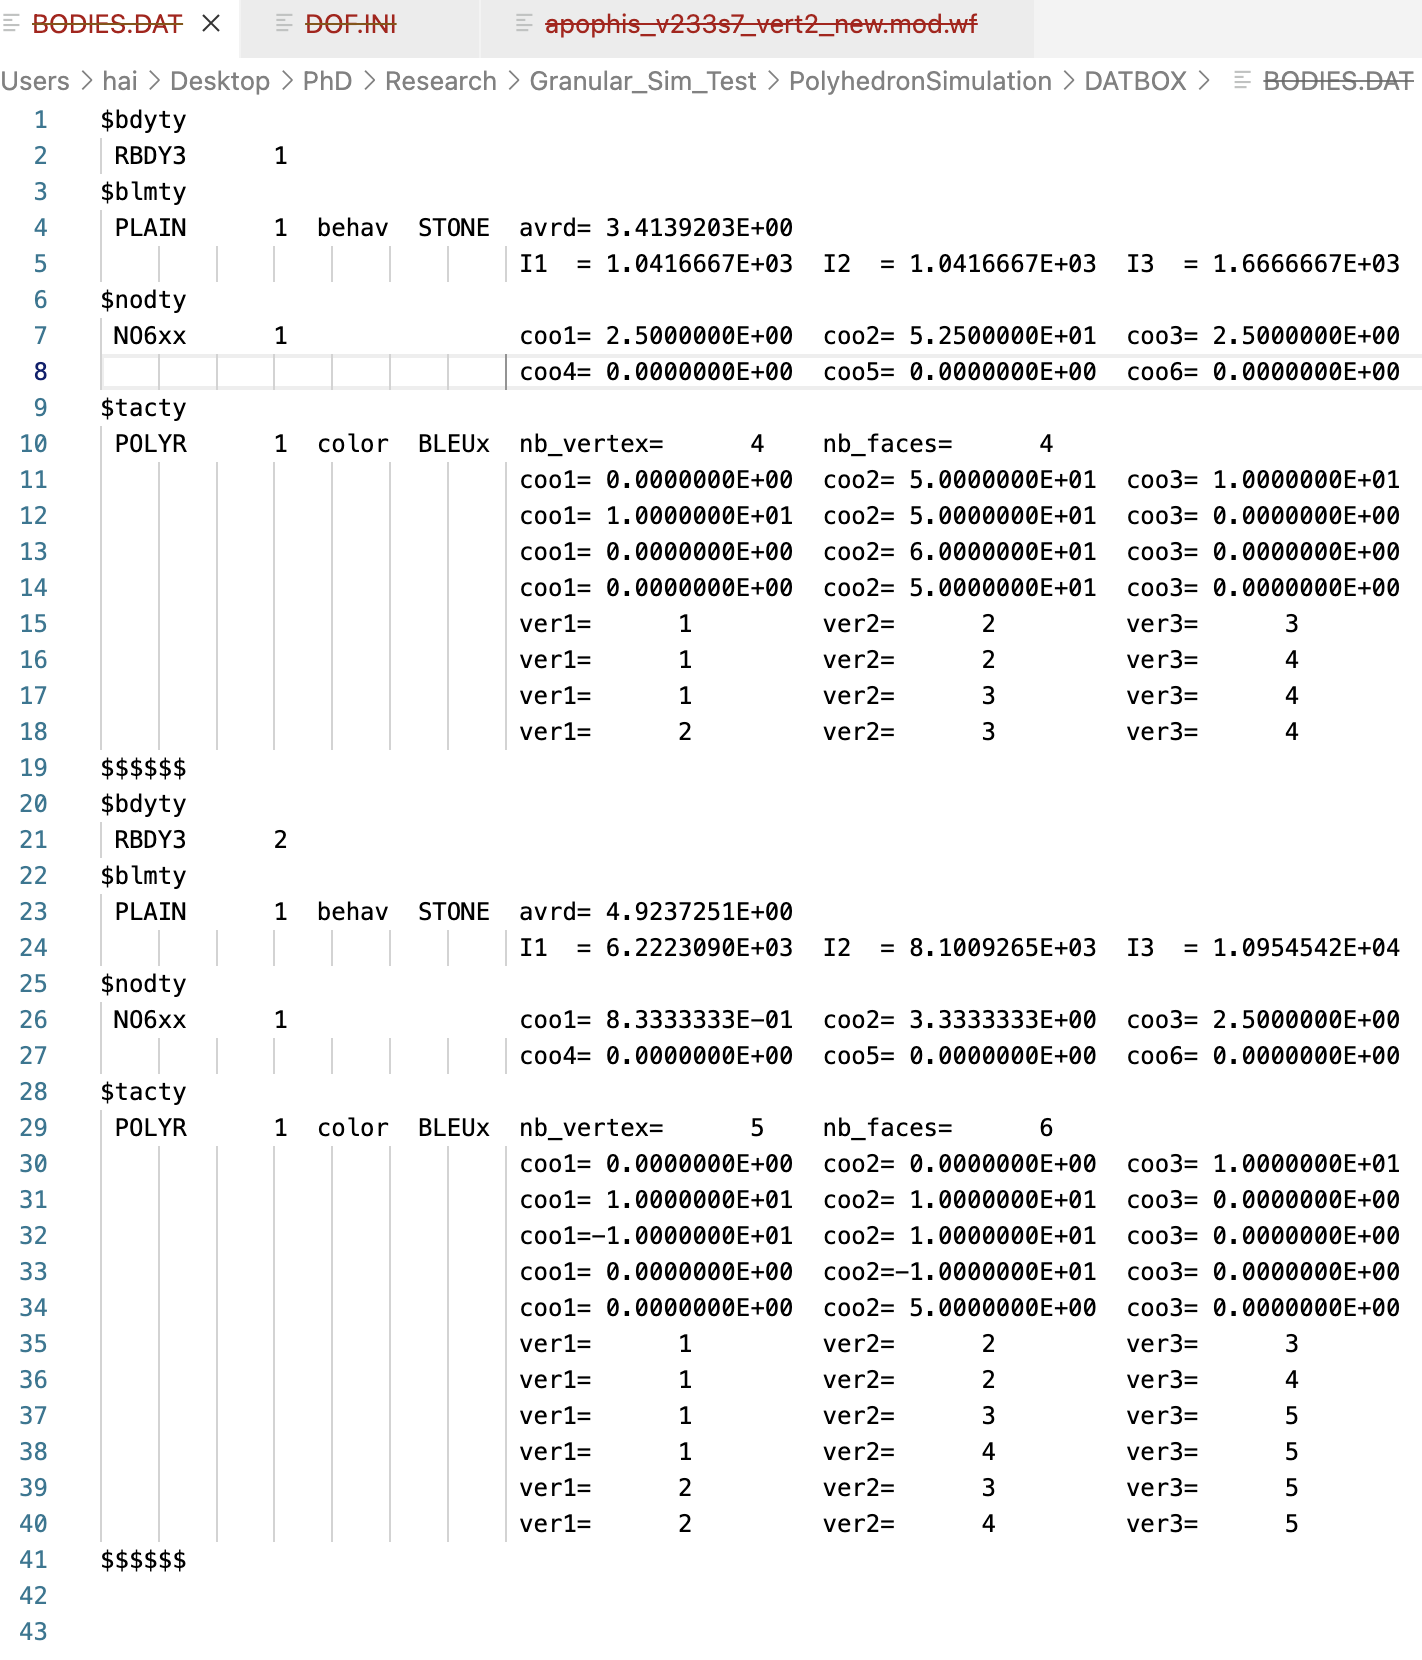 BODIES.DAT DOF.INI apophis_v233s7_vert2_new.mod.wf
Users > hai > Desktop > PhD > Research > Granular_Sim_Test > PolyhedronSimulation > DATBOX > BODIES.DAT
1 $bdyty
2 RBDY3 1
3 $blmty
4 PLAIN 1 behav STONE avrd= 3.4139203E+00
5 I1 = 1.0416667E+03 I2 = 1.0416667E+03 I3 = 1.6666667E+03
6 $nodty
7 NO6xx 1 coo1= 2.5000000E+00 coo2= 5.2500000E+01 coo3= 2.5000000E+00
8 coo4= 0.0000000E+00 coo5= 0.0000000E+00 coo6= 0.0000000E+00
9 $tacty
10 POLYR 1 color BLEUx nb_vertex= 4 nb_faces= 4
11 coo1= 0.0000000E+00 coo2= 5.0000000E+01 coo3= 1.0000000E+01
12 coo1= 1.0000000E+01 coo2= 5.0000000E+01 coo3= 0.0000000E+00
13 coo1= 0.0000000E+00 coo2= 6.0000000E+01 coo3= 0.0000000E+00
14 coo1= 0.0000000E+00 coo2= 5.0000000E+01 coo3= 0.0000000E+00
15 ver1= 1 ver2= 2 ver3= 3
16 ver1= 1 ver2= 2 ver3= 4
17 ver1= 1 ver2= 3 ver3= 4
18 ver1= 2 ver2= 3 ver3= 4
19 $$$$$$
20 $bdyty
21 RBDY3 2
22 $blmty
23 PLAIN 1 behav STONE avrd= 4.9237251E+00
24 I1 = 6.2223090E+03 I2 = 8.1009265E+03 I3 = 1.0954542E+04
25 $nodty
26 NO6xx 1 coo1= 8.3333333E-01 coo2= 3.3333333E+00 coo3= 2.5000000E+00
27 coo4= 0.0000000E+00 coo5= 0.0000000E+00 coo6= 0.0000000E+00
28 $tacty
29 POLYR 1 color BLEUx nb_vertex= 5 nb_faces= 6
30 coo1= 0.0000000E+00 coo2= 0.0000000E+00 coo3= 1.0000000E+01
31 coo1= 1.0000000E+01 coo2= 1.0000000E+01 coo3= 0.0000000E+00
32 coo1=-1.0000000E+01 coo2= 1.0000000E+01 coo3= 0.0000000E+00
33 coo1= 0.0000000E+00 coo2=-1.0000000E+01 coo3= 0.0000000E+00
34 coo1= 0.0000000E+00 coo2= 5.0000000E+00 coo3= 0.0000000E+00
35 ver1= 1 ver2= 2 ver3= 3
36 ver1= 1 ver2= 2 ver3= 4
37 ver1= 1 ver2= 3 ver3= 5
38 ver1= 1 ver2= 4 ver3= 5
39 ver1= 2 ver2= 3 ver3= 5
40 ver1= 2 ver2= 4 ver3= 5
41 $$$$$$
42
43